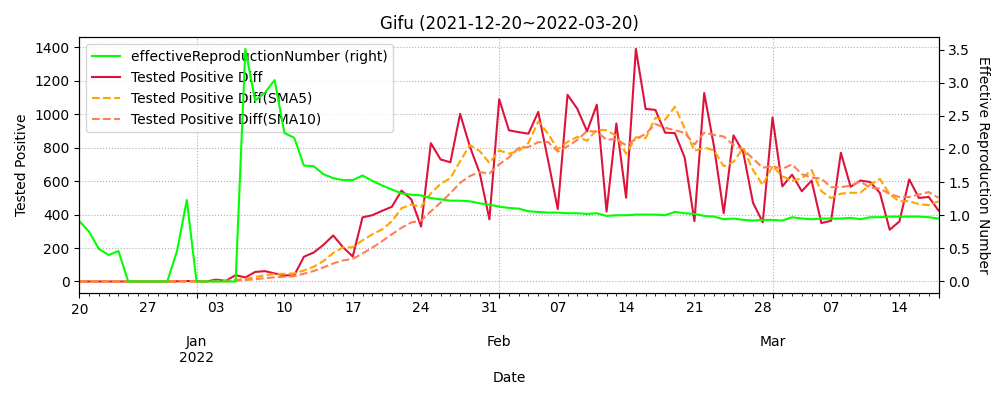 Gifu (2021-12-20~2022-03-20)
effectiveReproductionNumber (right)
Tested Positive Diff
Tested Positive Diff(SMA5)
Tested Positive Diff(SMA10)
Tested Positive
1400
1200
1000
800
600
400
200
0
Effective Reproduction Number
3.5
3.0
2.5
2.0
1.5
1.0
0.5
0.0
20 27 03 10 17 24 31 07 14 21 28 07 14
Jan Feb Mar
2022
Date